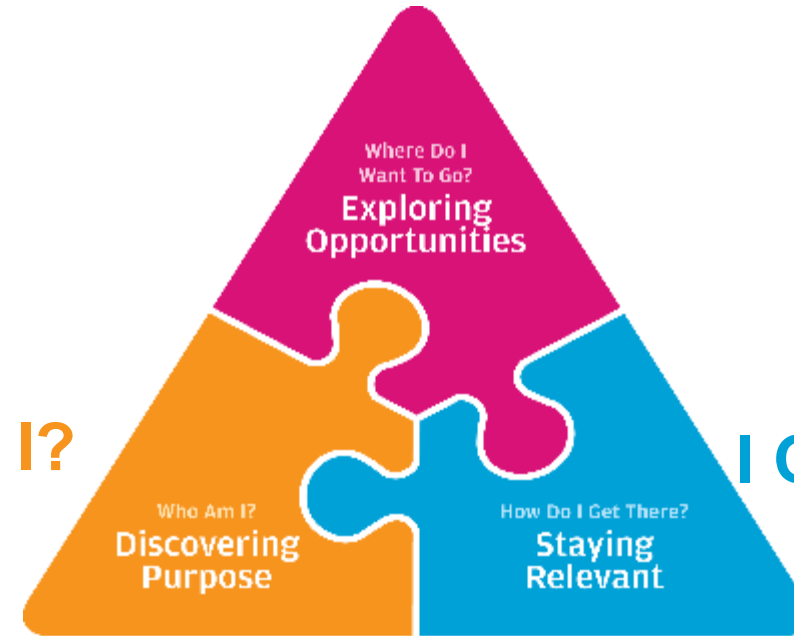 Where Do I
Want To Go?
Exploring
Opportunities
I?
I
Who Am I?
Discovering
Purpose
How Do I Get There?
Staying
Relevant